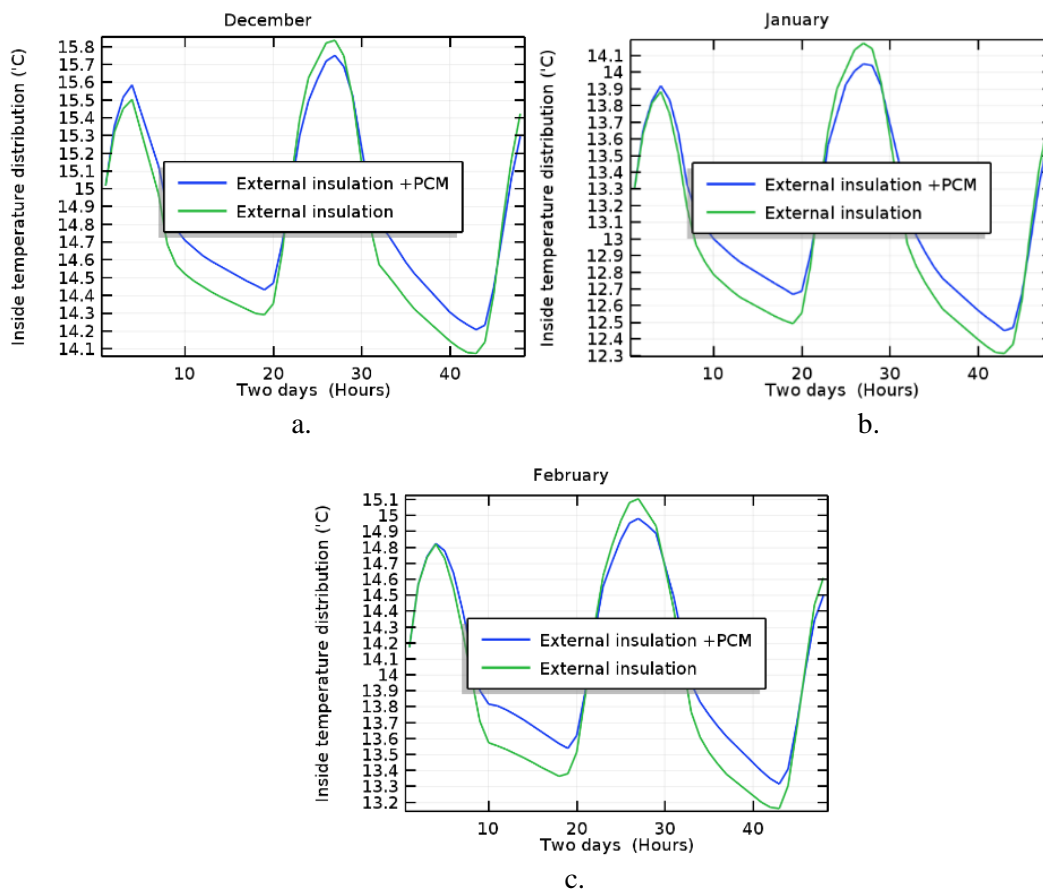 December
Inside temperature distribution (°C)
15.8
15.7
15.6
15.5
15.4
15.3
15.2
15.1
15
14.9
14.8
14.7
14.6
14.5
14.4
14.3
14.2
14.1
External insulation +PCM
External insulation
10 20 30 40
Two days (Hours)
a.
January
Inside temperature distribution (°C)
14.1
14
13.9
13.8
13.7
13.6
13.5
13.4
13.3
13.2
13.1
13
12.9
12.8
12.7
12.6
12.5
12.4
12.3
External insulation +PCM
External insulation
10 20 30 40
Two days (Hours)
b.
February
Inside temperature distribution (°C)
15.1
15
14.9
14.8
14.7
14.6
14.5
14.4
14.3
14.2
14.1
14
13.9
13.8
13.7
13.6
13.5
13.4
13.3
13.2
External insulation +PCM
External insulation
10 20 30 40
Two days (Hours)
c.